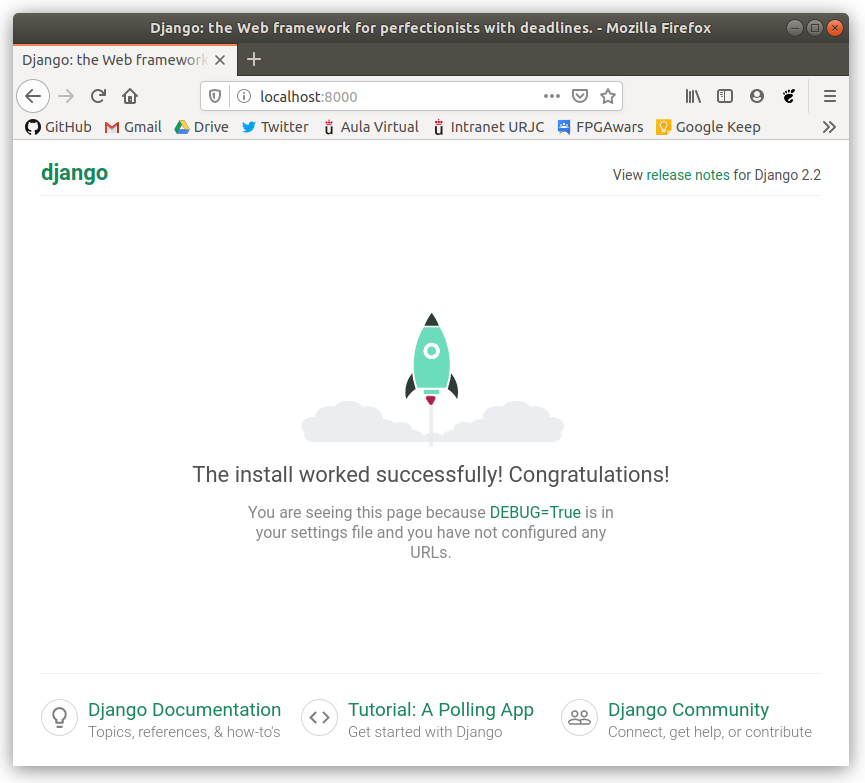 Django: the Web framework for perfectionists with deadlines. - Mozilla Firefox
Django: the Web framework
localhost:8000
GitHub Gmail Drive Twitter Aula Virtual Intranet URJC FPGAwars Google Keep
django
View release notes for Django 2.2
The install worked successfully! Congratulations!
You are seeing this page because DEBUG=True is in
your settings file and you have not configured any
URLs.
Django Documentation Tutorial: A Polling App Django Community
Topics, references, & how-to's Get started with Django Connect, get help, or contribute